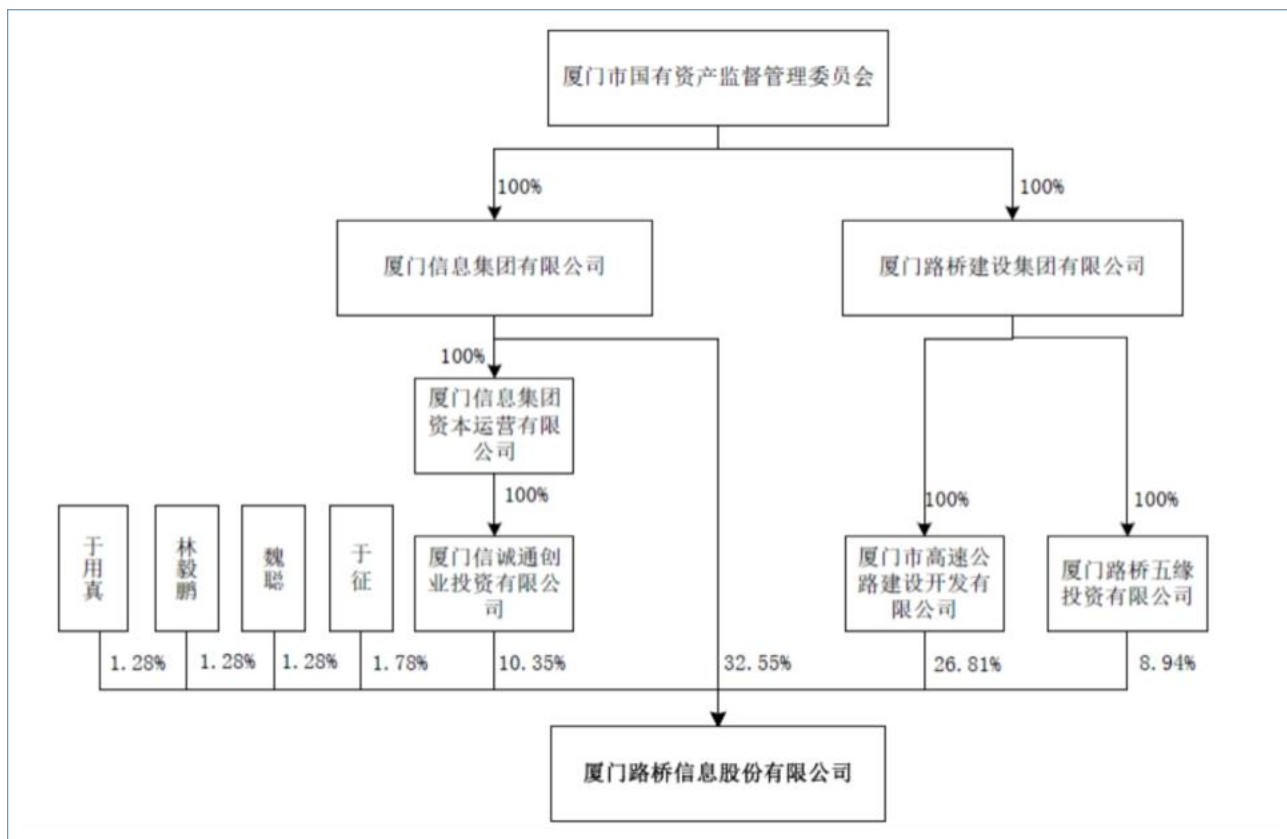 厦门市国有资产监督管理委员会
100%
100%
厦门信息集团有限公司
厦门路桥建设集团有限公司
100%
厦门信息集团
资本运营有限
公司
100%
100%
100%
于用真
林毅鹏
魏聪
于征
厦门信诚通创
业投资有限公
司
厦门市高速公
路建设开发有
限公司
厦门路桥五缘
投资有限公司
1.28%
1.28%
1.28%
1.78%
10.35%
32.55%
26.81%
8.94%
厦门路桥信息股份有限公司